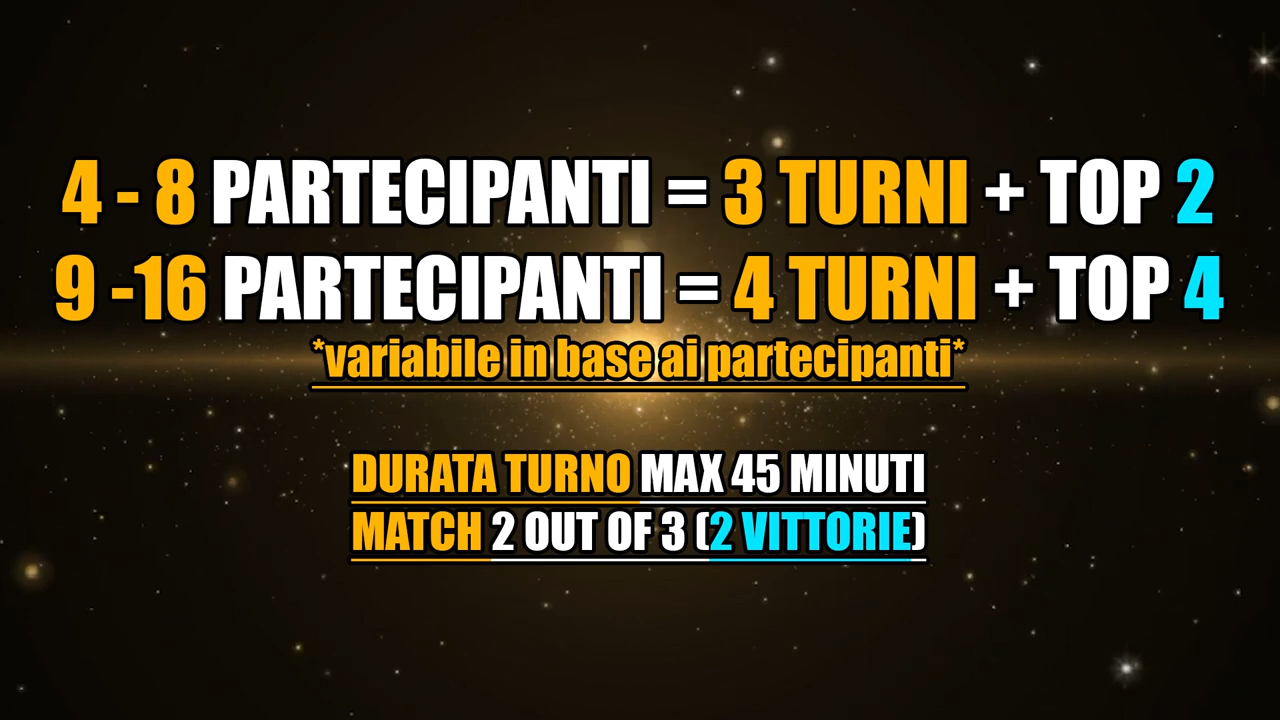 4 - 8 PARTECIPANTI = 3 TURNI + TOP 2
9 -16 PARTECIPANTI = 4 TURNI + TOP 4
*variabile in base ai partecipanti*
DURATA TURNO MAX 45 MINUTI
MATCH 2 OUT OF 3 (2 VITTORIE)